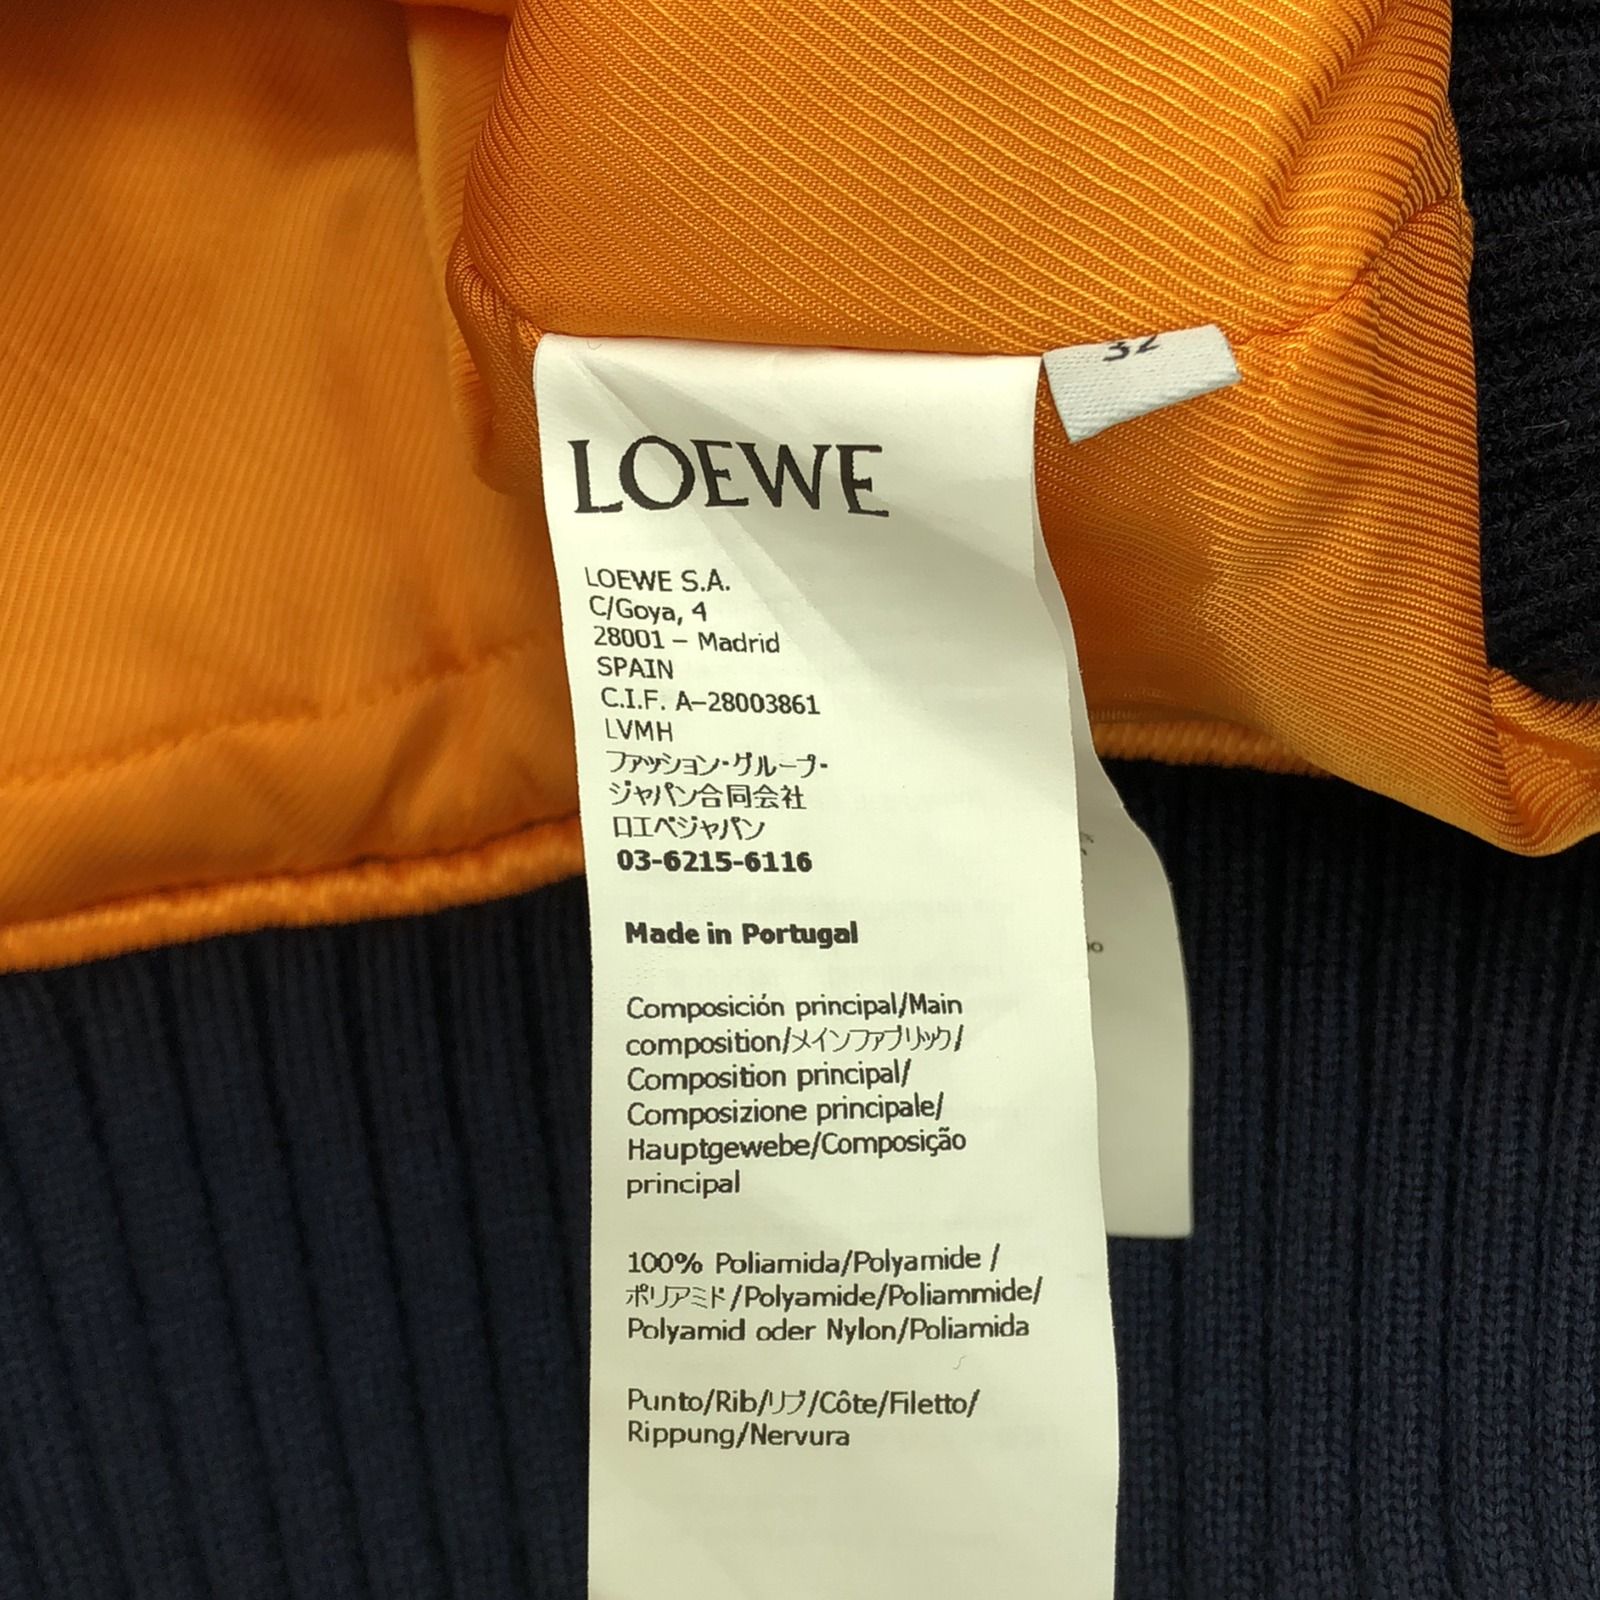 32
LOEWE
LOEWE S.A.
C/Goya, 4
28001 – Madrid
SPAIN
C.I.F. A-28003861
LVMH
ファッション・グループ・
ジャパン合同会社
ロエベジャパン
03-6215-6116
Made in Portugal
Composición principal/Main
composition/メインファブリック/
Composition principal/
Composizione principale/
Hauptgewebe/Composição
principal
100% Poliamida/Polyamide /
ポリアミド/Polyamide/Poliammide/
Polyamid oder Nylon/Poliamida
Punto/Rib/リブ/Côte/Filetto/
Rippung/Nervura